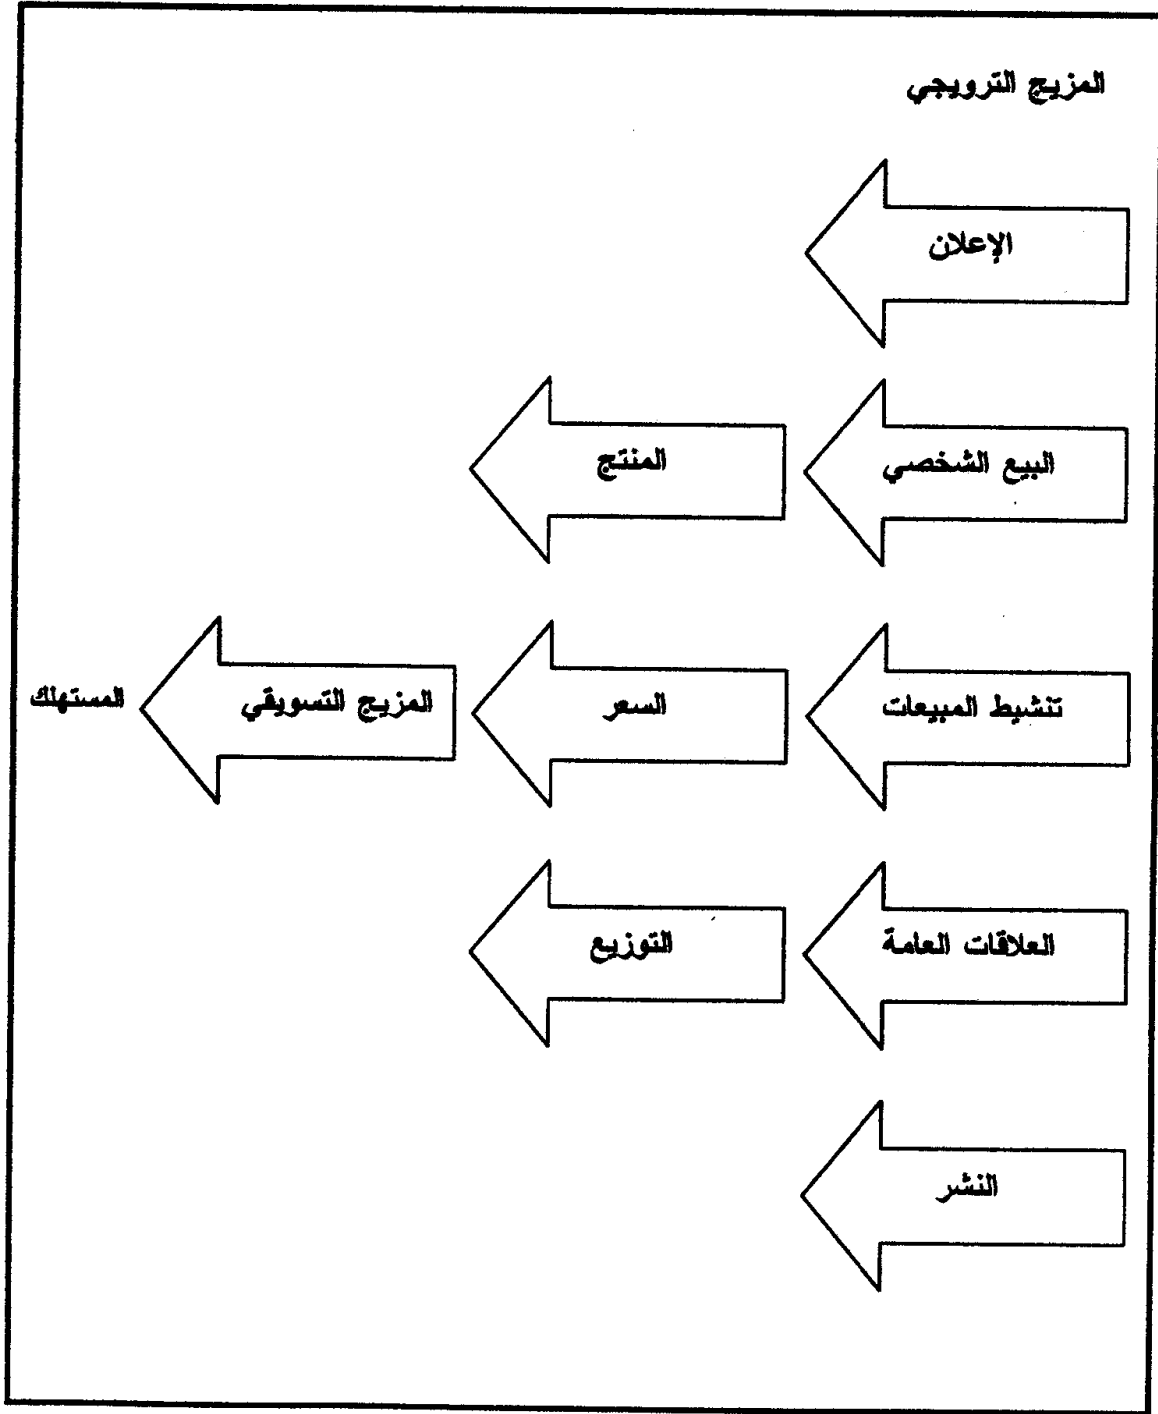 المزيج الترويجي
الإعلان
البيع الشخصي
المنتج
تنشيط المبيعات
السعر
المزيج التسويقي
المستهلك
العلاقات العامة
التوزيع
النشر